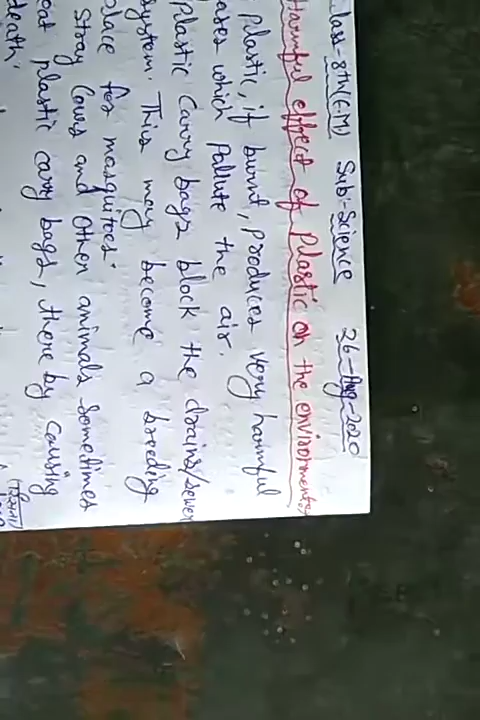 Class-8th(E.M) Sub-Science 26-Aug-2020
Harmful effect of Plastic on the environment:
Plastic, if burnt, produces very harmful
ases which Pallute the air.
Plastic Carry bags block the drains/sewer
system. This may become a breeding
place for mosquitoes.
Stray Cows and other animals Sometimes
eat plastic carry bags, there by Causing
death.